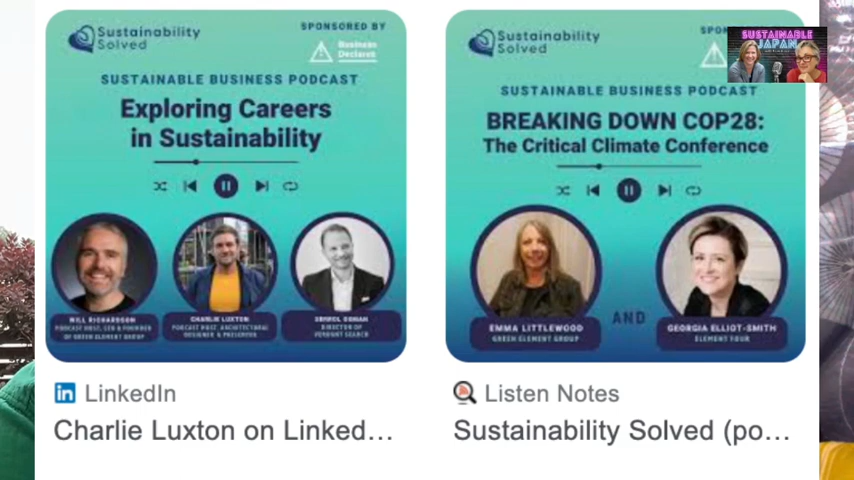 Sustainability
Solved
SPONSORED BY
Business
Declares
SUSTAINABLE BUSINESS PODCAST
Exploring Careers
in Sustainability
WILL RICHARDSON
PODCAST HOST, CEO & FOUNDER
OF GREEN ELEMENT GROUP
CHARLIE LUXTON
PODCAST HOST, ARCHITECTURAL
DESIGNER & PRESENTER
DIRECTOR OF
VERDANT SEARCH
LinkedIn
Charlie Luxton on Linked...
Sustainability
Solved
SPON
SUSTAINABLE
JAPAN
SUSTAINABLE BUSINESS PODCAST
BREAKING DOWN COP28:
The Critical Climate Conference
EMMA LITTLEWOOD
GREEN ELEMENT GROUP
AND
GEORGIA ELLIOT-SMITH
ELEMENT FOUR
Listen Notes
Sustainability Solved (po...